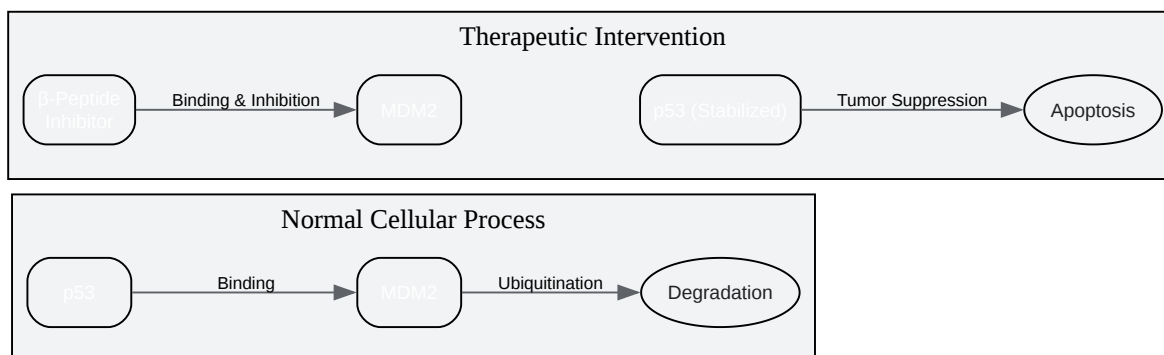 Therapeutic Intervention
β-Peptide
Inhibitor
Binding & Inhibition
MDM2
p53 (Stabilized)
Tumor Suppression
Apoptosis
Normal Cellular Process
p53
Binding
MDM2
Ubiquitination
Degradation